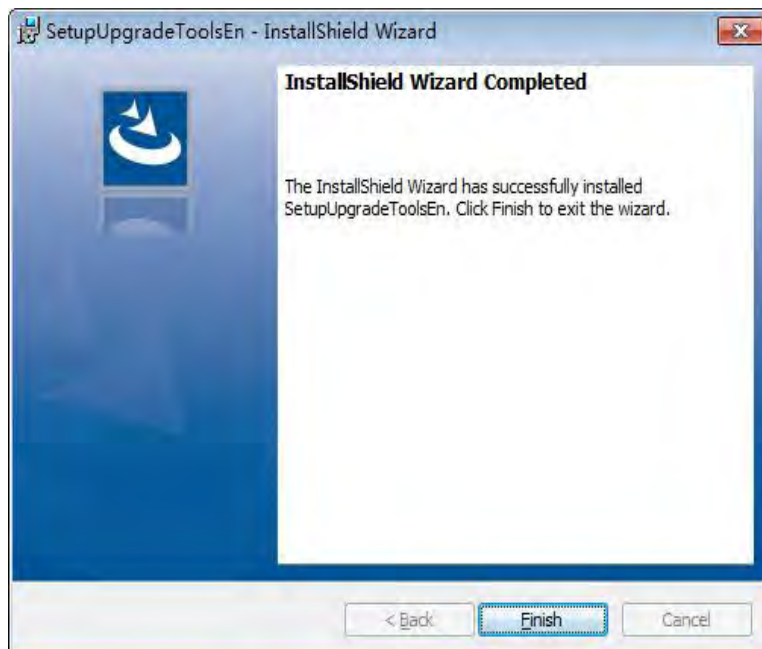 SetupUpgradeToolsEn - InstallShield Wizard
InstallShield Wizard Completed
The InstallShield Wizard has successfully installed
SetupUpgradeToolsEn. Click Finish to exit the wizard.
< Back
Finish
Cancel